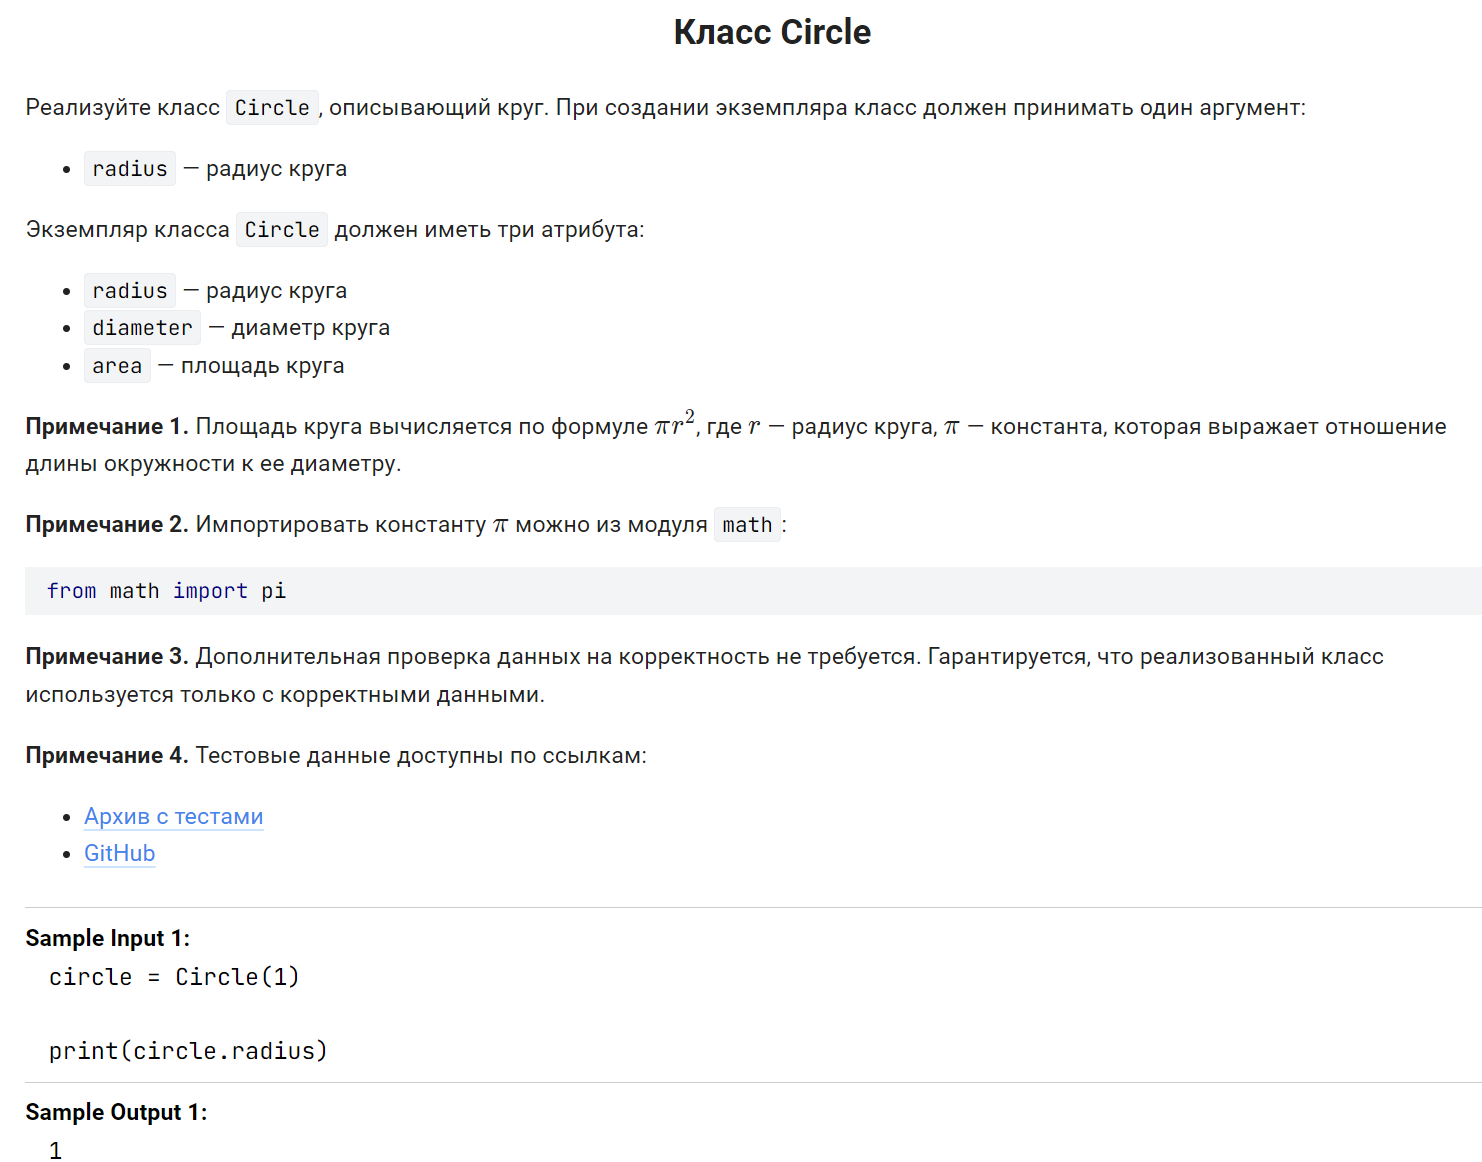 Класс Circle
Реализуйте класс Circle, описывающий круг. При создании экземпляра класс должен принимать один аргумент:
• radius — радиус круга
Экземпляр класса Circle должен иметь три атрибута:
• radius — радиус круга
• diameter — диаметр круга
• area — площадь круга
Примечание 1. Площадь круга вычисляется по формуле πr², где r — радиус круга, π — константа, которая выражает отношение
длины окружности к ее диаметру.
Примечание 2. Импортировать константу π можно из модуля math:
from math import pi
Примечание 3. Дополнительная проверка данных на корректность не требуется. Гарантируется, что реализованный класс
используется только с корректными данными.
Примечание 4. Тестовые данные доступны по ссылкам:
• Архив с тестами
• GitHub
Sample Input 1:
circle = Circle(1)
print(circle.radius)
Sample Output 1:
1